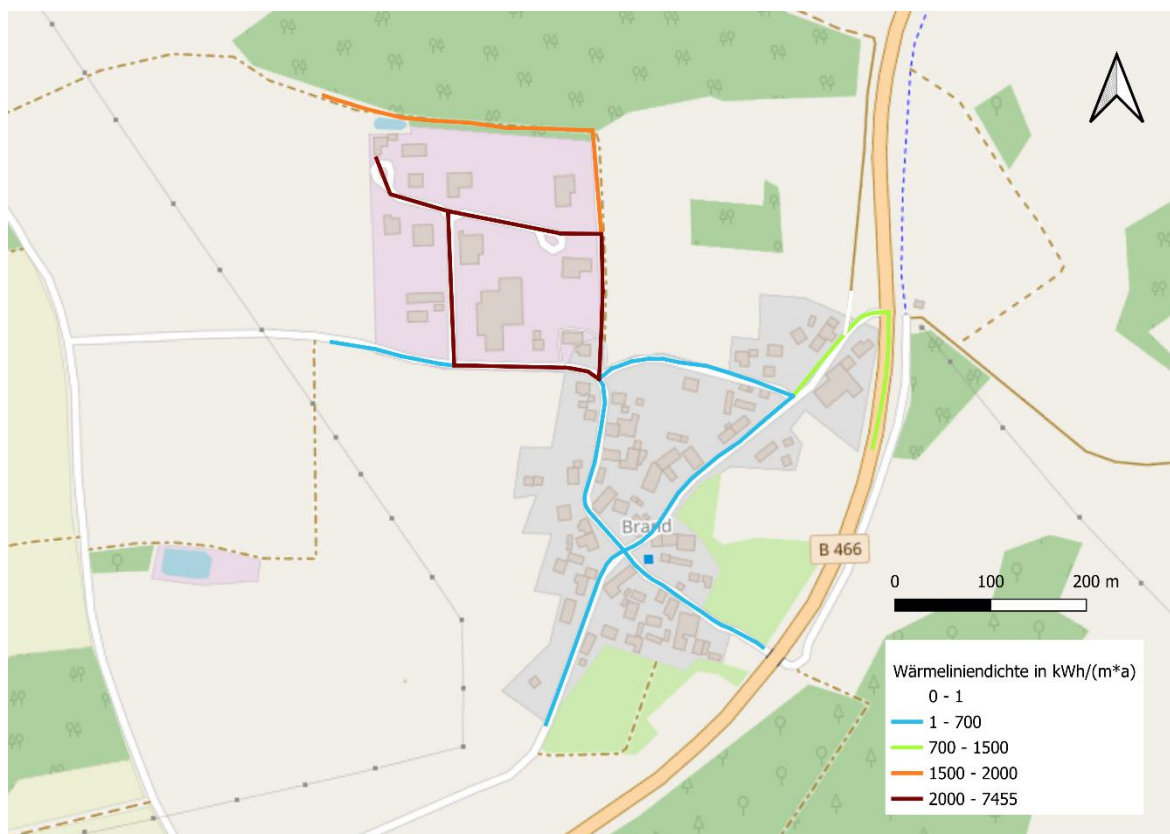 Brand
B 466
0 100 200 m
Wärmeliniendichte in kWh/(m*a)
0 - 1
1 - 700
700 - 1500
1500 - 2000
2000 - 7455